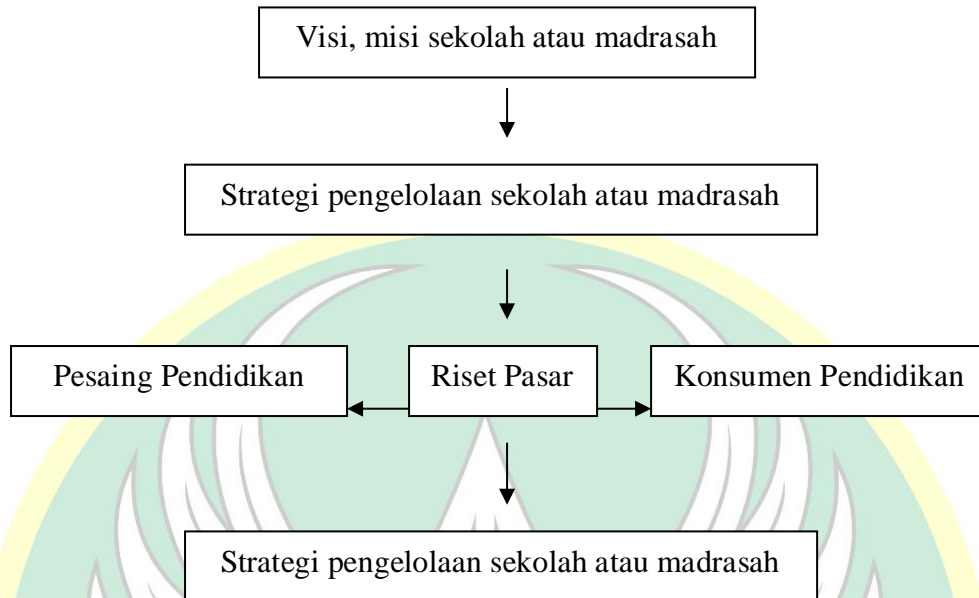 Visi, misi sekolah atau madrasah
Strategi pengelolaan sekolah atau madrasah
Pesaing Pendidikan
Riset Pasar
Konsumen Pendidikan
Strategi pengelolaan sekolah atau madrasah